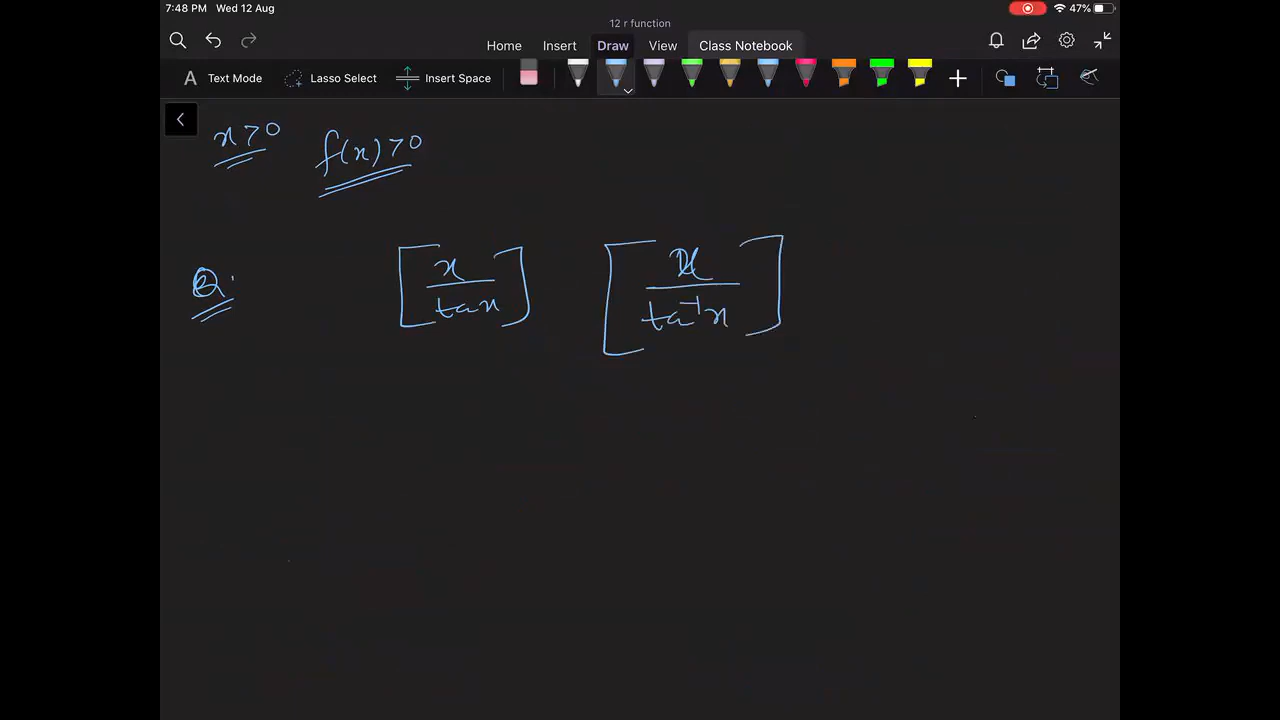 7:48 PM Wed 12 Aug
47%
12 r function
Home Insert Draw View Class Notebook
A Text Mode Lasso Select Insert Space
x>0 f(x)>0
Q. [x/tan x] [x/ta⁻¹x]